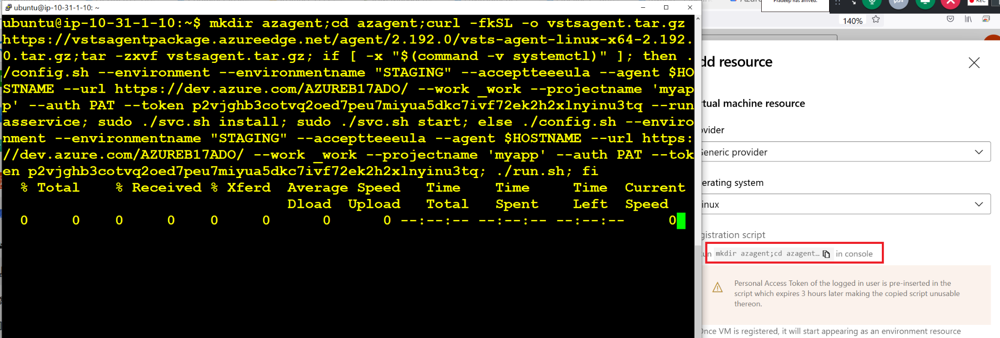 ubuntu@ip-10-31-1-10: ~
ubuntu@ip-10-31-1-10:~$ mkdir azagent;cd azagent;curl -fkSL -o vstsagent.tar.gz
https://vstsagentpackage.azureedge.net/agent/2.192.0/vsts-agent-linux-x64-2.192.
0.tar.gz;tar -zxvf vstsagent.tar.gz; if [ -x "$(command -v systemctl)" ]; then .
/config.sh --environment --environmentname "STAGING" --acceptteeeula --agent $HO
STNAME --url https://dev.azure.com/AZUREB17ADO/ --work _work --projectname 'myap
p' --auth PAT --token p2vjghb3cotvq2oed7peu7miyua5dkc7ivf72ek2h2xlnyinu3tq --run
asservice; sudo ./svc.sh install; sudo ./svc.sh start; else ./config.sh --enviro
nment --environmentname "STAGING" --acceptteeeula --agent $HOSTNAME --url https:
//dev.azure.com/AZUREB17ADO/ --work _work --projectname 'myapp' --auth PAT --tok
en p2vjghb3cotvq2oed7peu7miyua5dkc7ivf72ek2h2xlnyinu3tq; ./run.sh; fi
% Total % Received % Xferd Average Speed Time Time Time Current
Dload Upload Total Spent Left Speed
0 0 0 0 0 0 0 0 --:--:-- --:--:-- --:--:-- 0
Pradeep has arrived.
REC
140%
dd resource
rtual machine resource
ovider
Generic provider
erating system
inux
gistration script
un mkdir azagent;cd azagent… in console
Personal Access Token of the logged in user is pre-inserted in the
script which expires 3 hours later making the copied script unusable
thereon.
Once VM is registered, it will start appearing as an environment resource